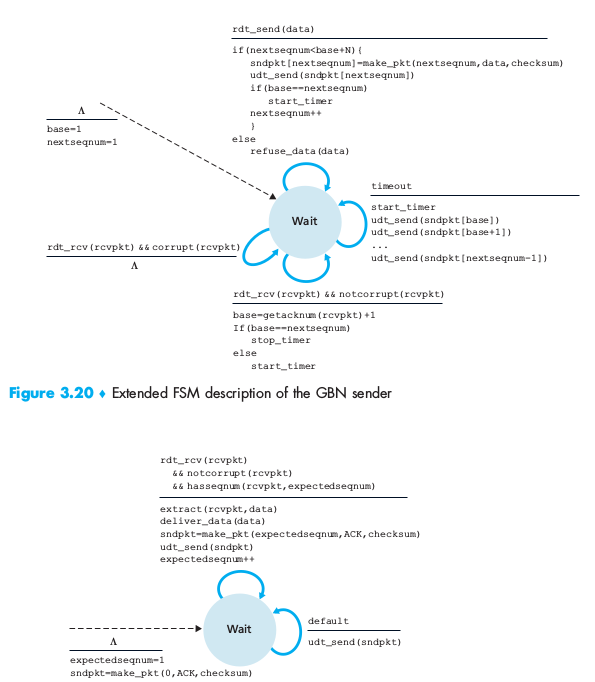 rdt_send(data)
if(nextseqnum<base+N){
sndpkt[nextseqnum]=make_pkt(nextseqnum,data,checksum)
udt_send(sndpkt[nextseqnum])
if(base==nextseqnum)
start_timer
nextseqnum++
}
else
refuse_data(data)
Λ
base=1
nextseqnum=1
Wait
timeout
start_timer
udt_send(sndpkt[base])
udt_send(sndpkt[base+1])
...
udt_send(sndpkt[nextseqnum-1])
rdt_rcv(rcvpkt) && corrupt(rcvpkt)
Λ
rdt_rcv(rcvpkt) && notcorrupt(rcvpkt)
base=getacknum(rcvpkt)+1
If(base==nextseqnum)
stop_timer
else
start_timer
Figure 3.20 ♦ Extended FSM description of the GBN sender
rdt_rcv(rcvpkt)
&& notcorrupt(rcvpkt)
&& hasseqnum(rcvpkt,expectedseqnum)
extract(rcvpkt,data)
deliver_data(data)
sndpkt=make_pkt(expectedseqnum,ACK,checksum)
udt_send(sndpkt)
expectedseqnum++
Wait
default
udt_send(sndpkt)
Λ
expectedseqnum=1
sndpkt=make_pkt(0,ACK,checksum)